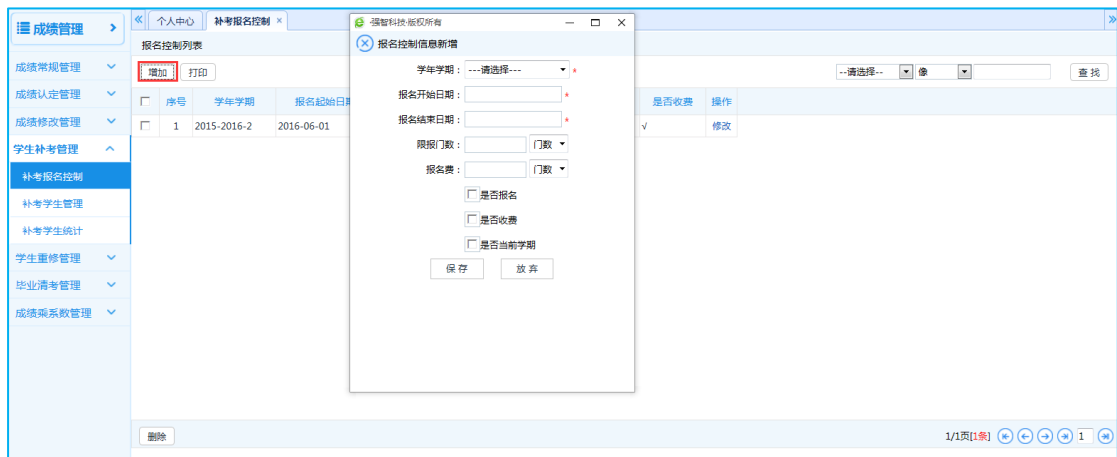 成绩管理
个人中心 补考报名控制 ×
报名控制列表
增加 打印
--请选择-- 像 查 找
成绩常规管理
成绩认定管理
成绩修改管理
学生补考管理
补考报名控制
补考学生管理
补考学生统计
学生重修管理
毕业清考管理
成绩乘系数管理
序号 学年学期 报名起始日期 是否收费 操作
1 2015-2016-2 2016-06-01 √ 修改
-强智科技-版权所有
报名控制信息新增
学年学期： ---请选择--- *
报名开始日期： *
报名结束日期： *
限报门数： 门数
报名费： 门数
是否报名
是否收费
是否当前学期
保 存 放 弃
删除 1/1页[1条] 1